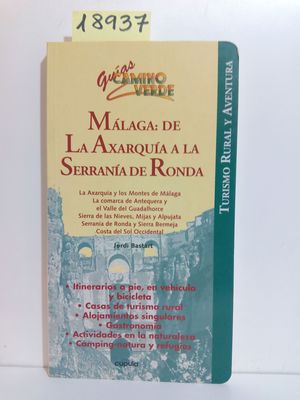 18937
Guías
CAMINO
VERDE
MÁLAGA: DE
LA AXARQUÍA A LA
SERRANÍA DE RONDA
La Axarquía y los Montes de Málaga
La comarca de Antequera y
el Valle del Guadalhorce
Sierra de las Nieves, Mijas y Alpujata
Serranía de Ronda y Sierra Bermeja
Costa del Sol Occidental
Jordi Bastart
• Itinerarios a pie, en vehículo
y bicicleta
• Casas de turismo rural
• Alojamientos singulares
• Gastronomía
• Actividades en la naturaleza
• Camping-natura y refugios
cúpula
TURISMO RURAL Y AVENTURA